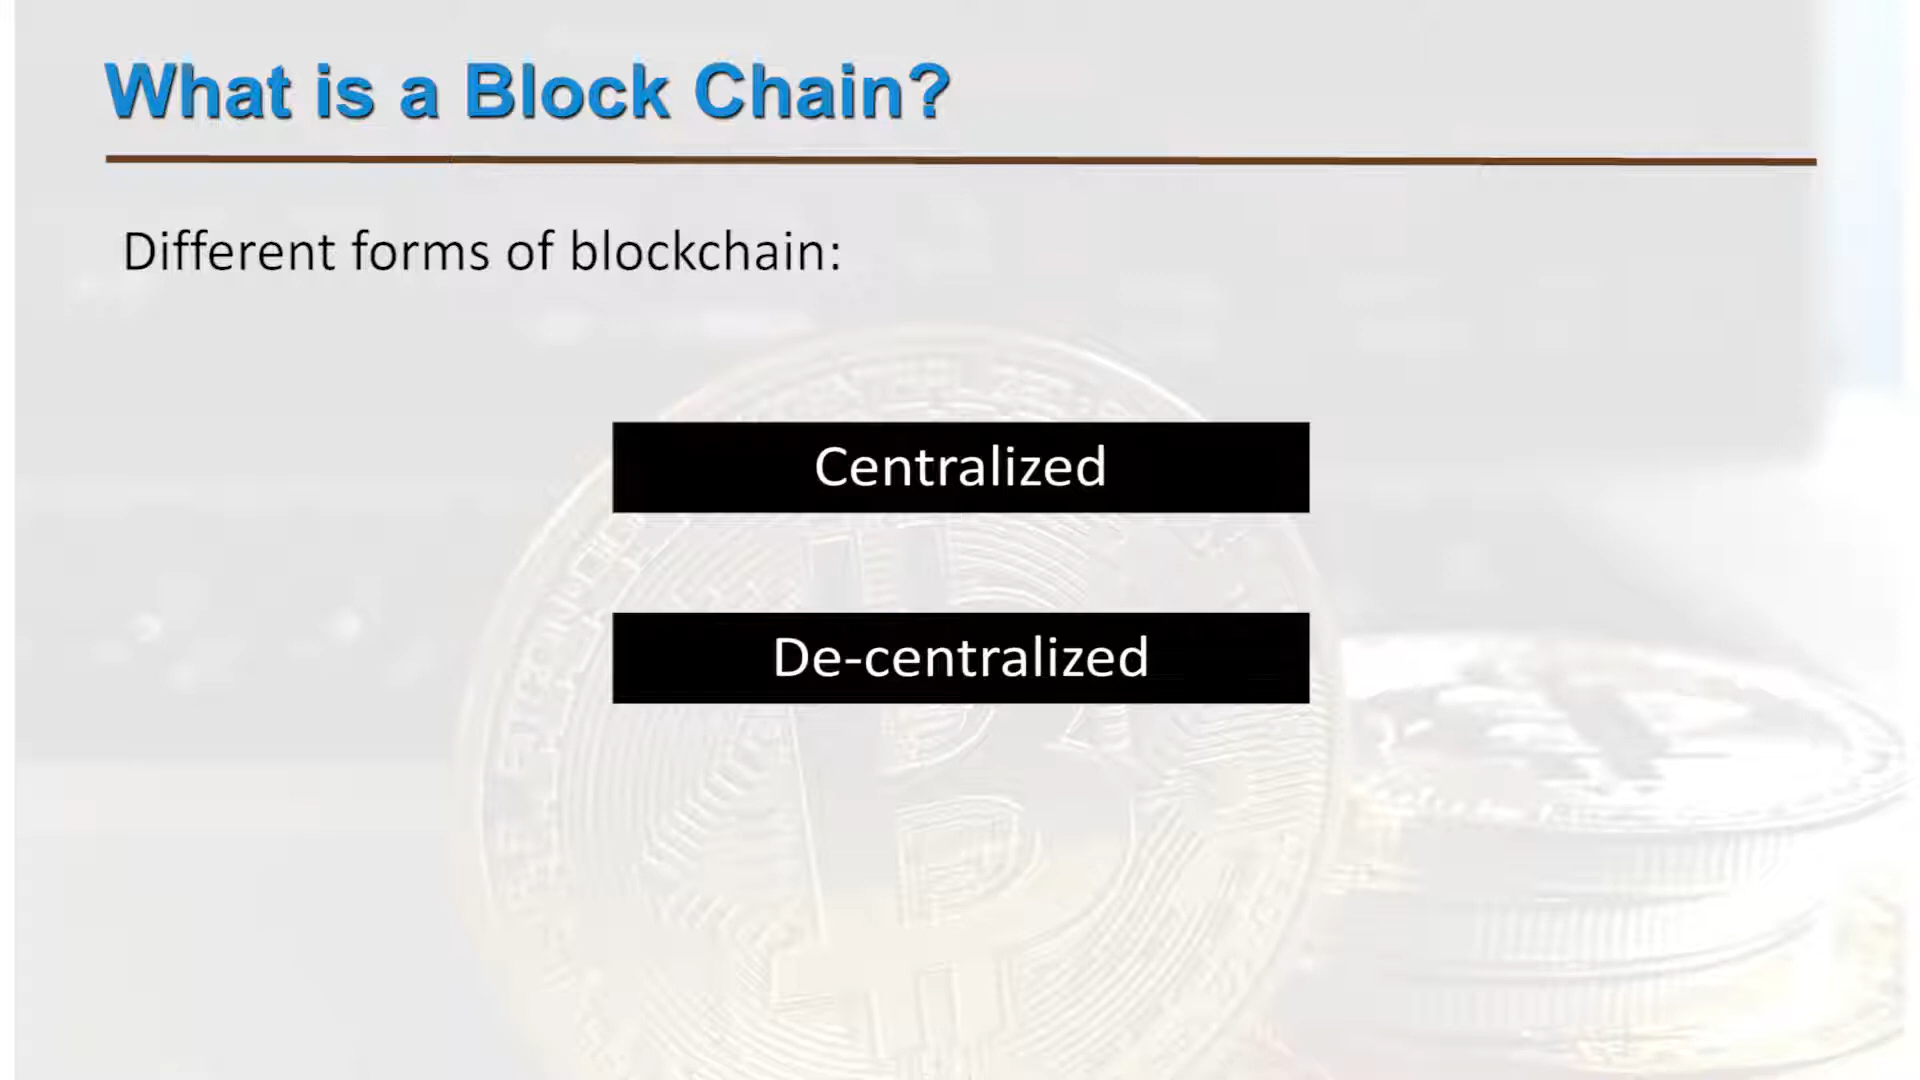 What is a Block Chain?
Different forms of blockchain:
Centralized
De-centralized